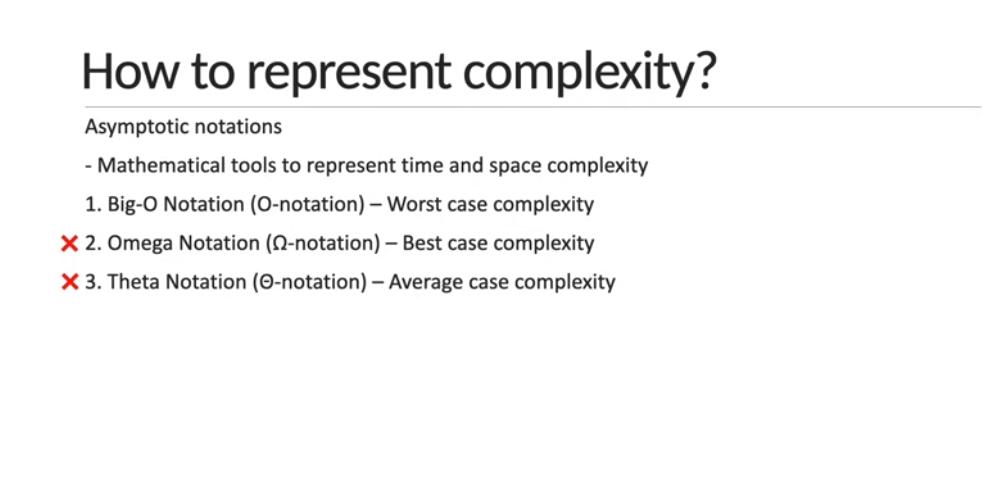 How to represent complexity?
Asymptotic notations
- Mathematical tools to represent time and space complexity
1. Big-O Notation (O-notation) – Worst case complexity
❌ 2. Omega Notation (Ω-notation) – Best case complexity
❌ 3. Theta Notation (Θ-notation) – Average case complexity